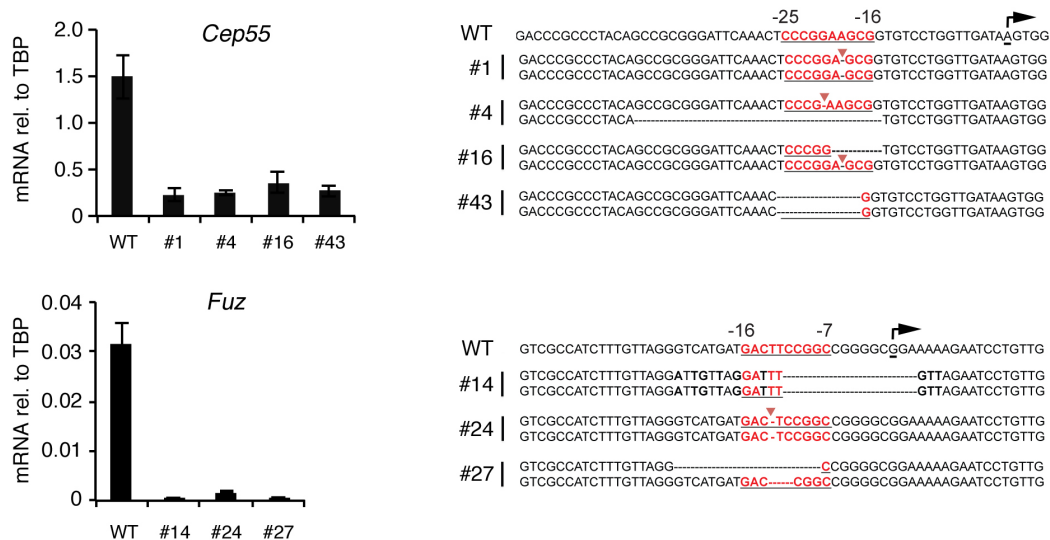 Cep55
mRNA rel. to TBP
2.0
1.5
1.0
0.5
0
WT #1 #4 #16 #43
-25 -16
WT GACCCGCCCTACAGCCGCGGGATTCAAACTCCCGGAAGCGGTGTCCTGGTTGATAAGTGG
#1 GACCCGCCCTACAGCCGCGGGATTCAAACTCCCGGA-GCGGTGTCCTGGTTGATAAGTGG
GACCCGCCCTACAGCCGCGGGATTCAAACTCCCGGA-GCGGTGTCCTGGTTGATAAGTGG
#4 GACCCGCCCTACAGCCGCGGGATTCAAACTCCCG-AAGCGGTGTCCTGGTTGATAAGTGG
GACCCGCCCTACA--------------------------------------------------------TGTCCTGGTTGATAAGTGG
#16 GACCCGCCCTACAGCCGCGGGATTCAAACTCCCGG------------TGTCCTGGTTGATAAGTGG
GACCCGCCCTACAGCCGCGGGATTCAAACTCCCGGA-GCGGTGTCCTGGTTGATAAGTGG
#43 GACCCGCCCTACAGCCGCGGGATTCAAAC-------------------GGTGTCCTGGTTGATAAGTGG
GACCCGCCCTACAGCCGCGGGATTCAAAC-------------------GGTGTCCTGGTTGATAAGTGG
Fuz
mRNA rel. to TBP
0.04
0.03
0.02
0.01
0
WT #14 #24 #27
-16 -7
WT GTCGCCATCTTTGTTAGGGTCATGATGACTTCCGGCCGGGGCGGAAAAAGAATCCTGTTG
#14 GTCGCCATCTTTGTTAGGATTGTTAGGATTT-------------------------------GTTAGAATCCTGTTG
GTCGCCATCTTTGTTAGGATTGTTAGGATTT-------------------------------GTTAGAATCCTGTTG
#24 GTCGCCATCTTTGTTAGGGTCATGATGAC-TCCGGCCGGGGCGGAAAAAGAATCCTGTTG
GTCGCCATCTTTGTTAGGGTCATGATGAC-TCCGGCCGGGGCGGAAAAAGAATCCTGTTG
#27 GTCGCCATCTTTGTTAGG----------------------------------CCGGGGCGGAAAAAGAATCCTGTTG
GTCGCCATCTTTGTTAGGGTCATGATGAC------CGGCCGGGGCGGAAAAAGAATCCTGTTG